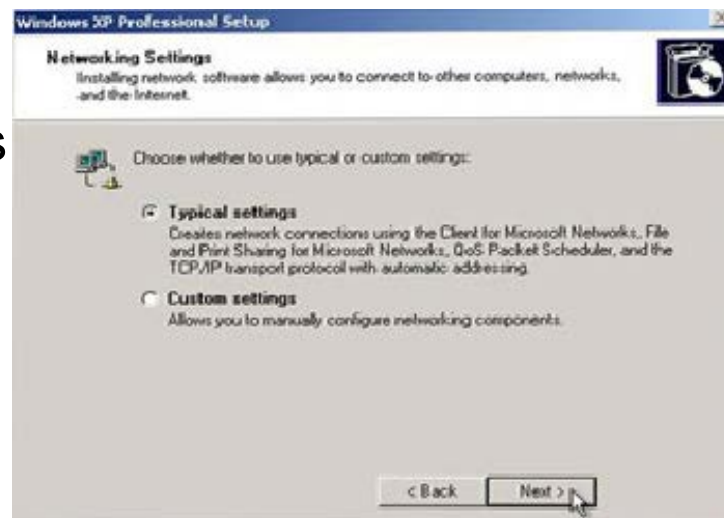 Windows XP Professional Setup
Networking Settings
Installing network software allows you to connect to other computers, networks,
and the Internet.
s
Choose whether to use typical or custom settings:
Typical settings
Creates network connections using the Client for Microsoft Networks, File
and Print Sharing for Microsoft Networks, QoS Packet Scheduler, and the
TCP/IP transport protocol with automatic addressing.
Custom settings
Allows you to manually configure networking components.
< Back
Next >